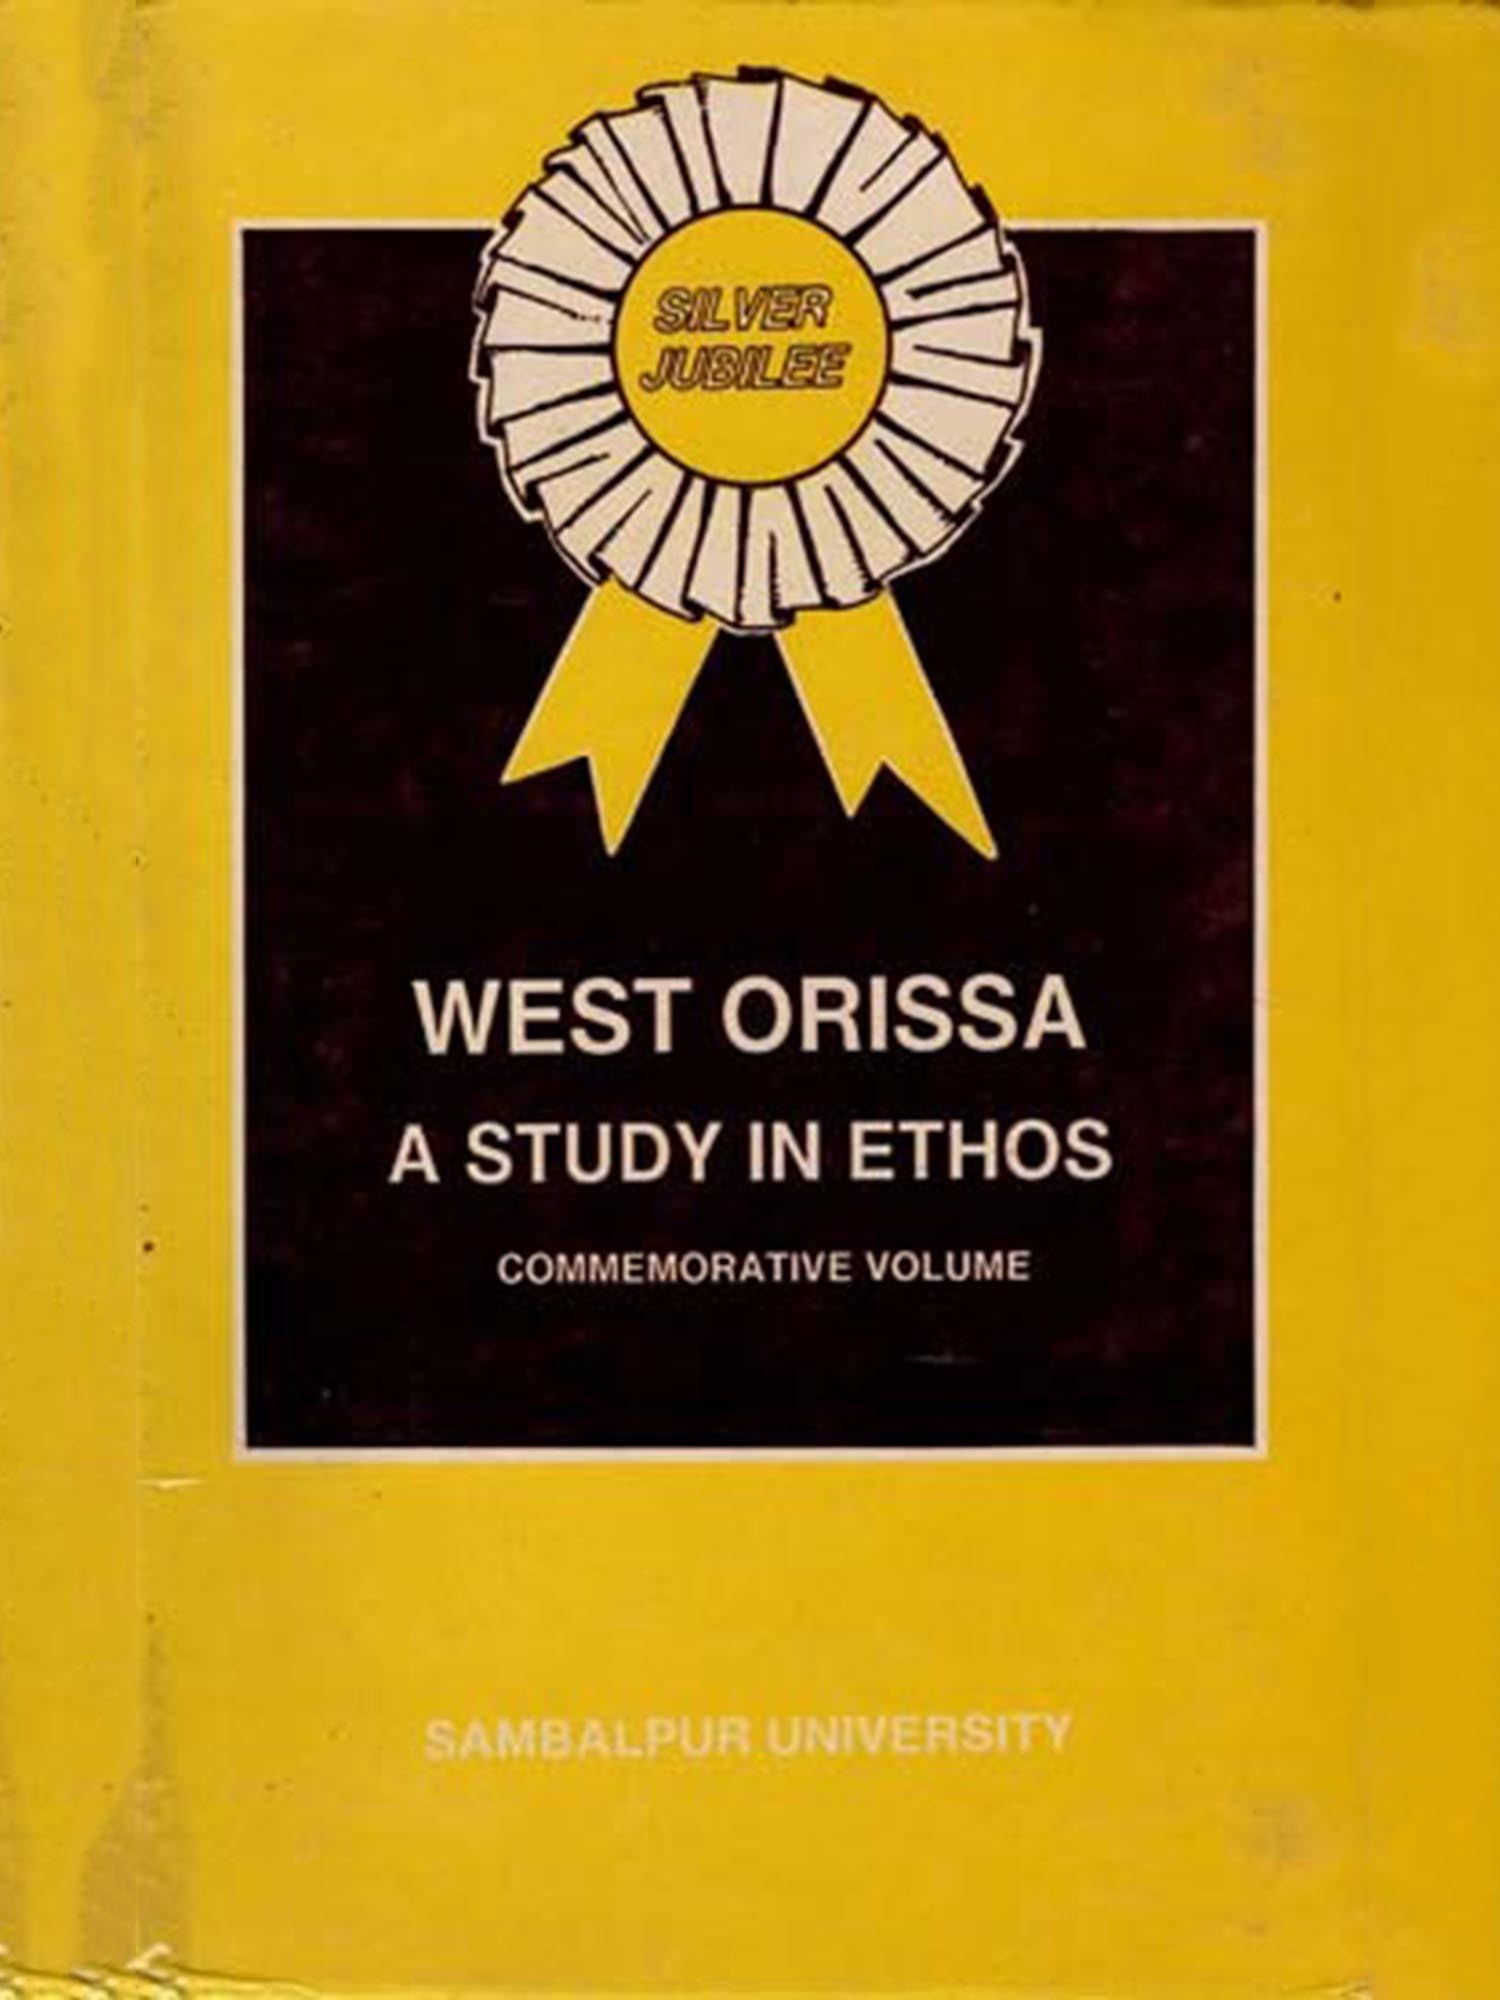 SILVER
JUBILEE
WEST ORISSA
A STUDY IN ETHOS
COMMEMORATIVE VOLUME
SAMBALPUR UNIVERSITY